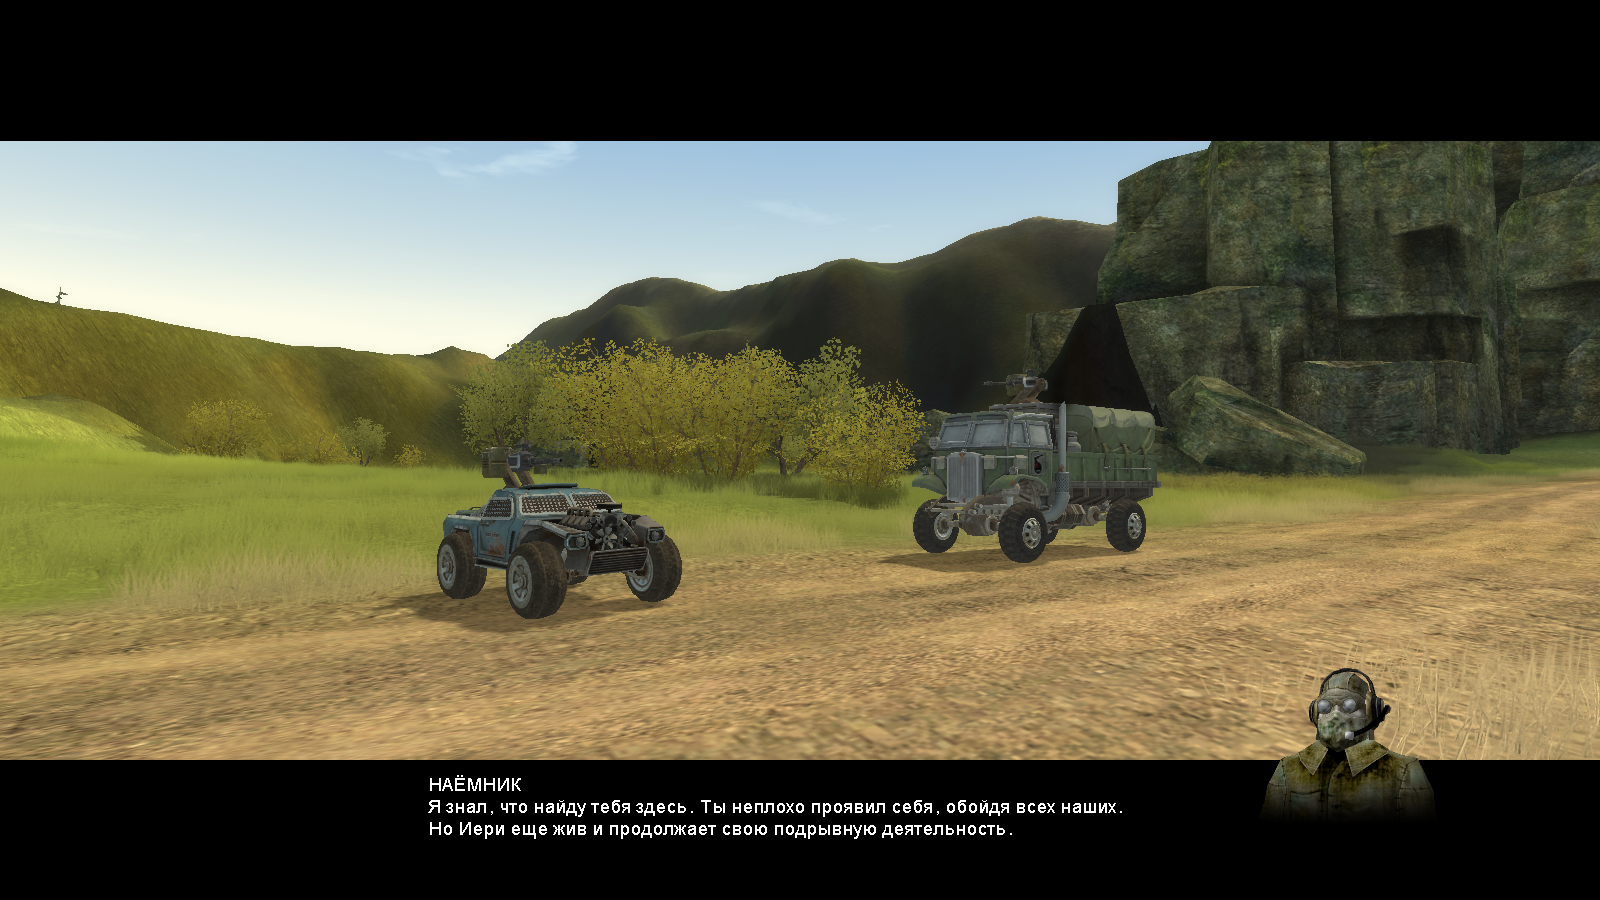 НАЁМНИК
Я знал, что найду тебя здесь. Ты неплохо проявил себя, обойдя всех наших.
Но Иери еще жив и продолжает свою подрывную деятельность.